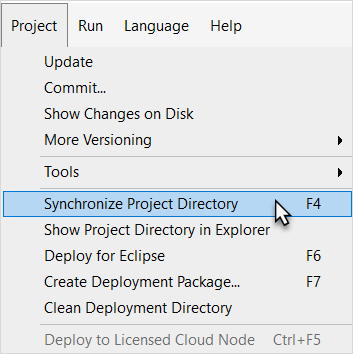 Project Run Language Help
Update
Commit...
Show Changes on Disk
More Versioning
Tools
Synchronize Project Directory F4
Show Project Directory in Explorer
Deploy for Eclipse F6
Create Deployment Package... F7
Clean Deployment Directory
Deploy to Licensed Cloud Node Ctrl+F5